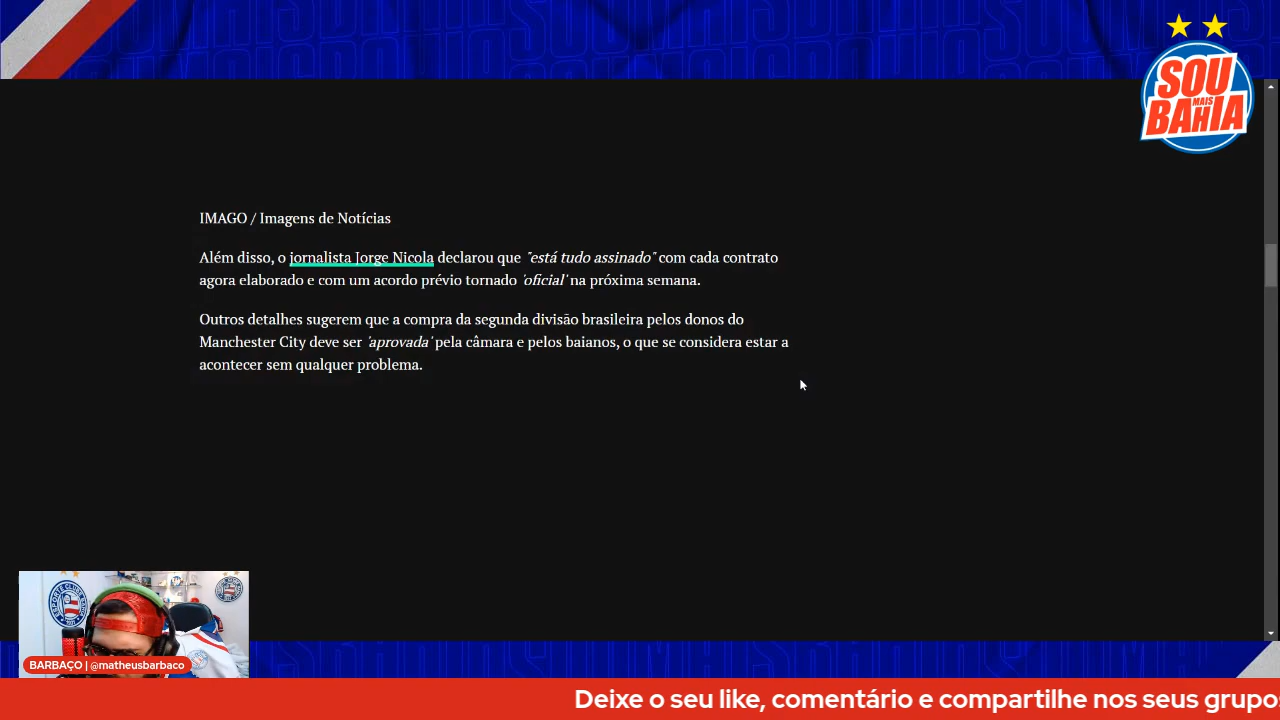 SOU
MAIS
BAHIA
IMAGO / Imagens de Notícias
Além disso, o jornalista Jorge Nicola declarou que "está tudo assinado" com cada contrato
agora elaborado e com um acordo prévio tornado 'oficial' na próxima semana.
Outros detalhes sugerem que a compra da segunda divisão brasileira pelos donos do
Manchester City deve ser 'aprovada' pela câmara e pelos baianos, o que se considera estar a
acontecer sem qualquer problema.
BARBAÇO | @matheusbarbaco
Deixe o seu like, comentário e compartilhe nos seus grupo